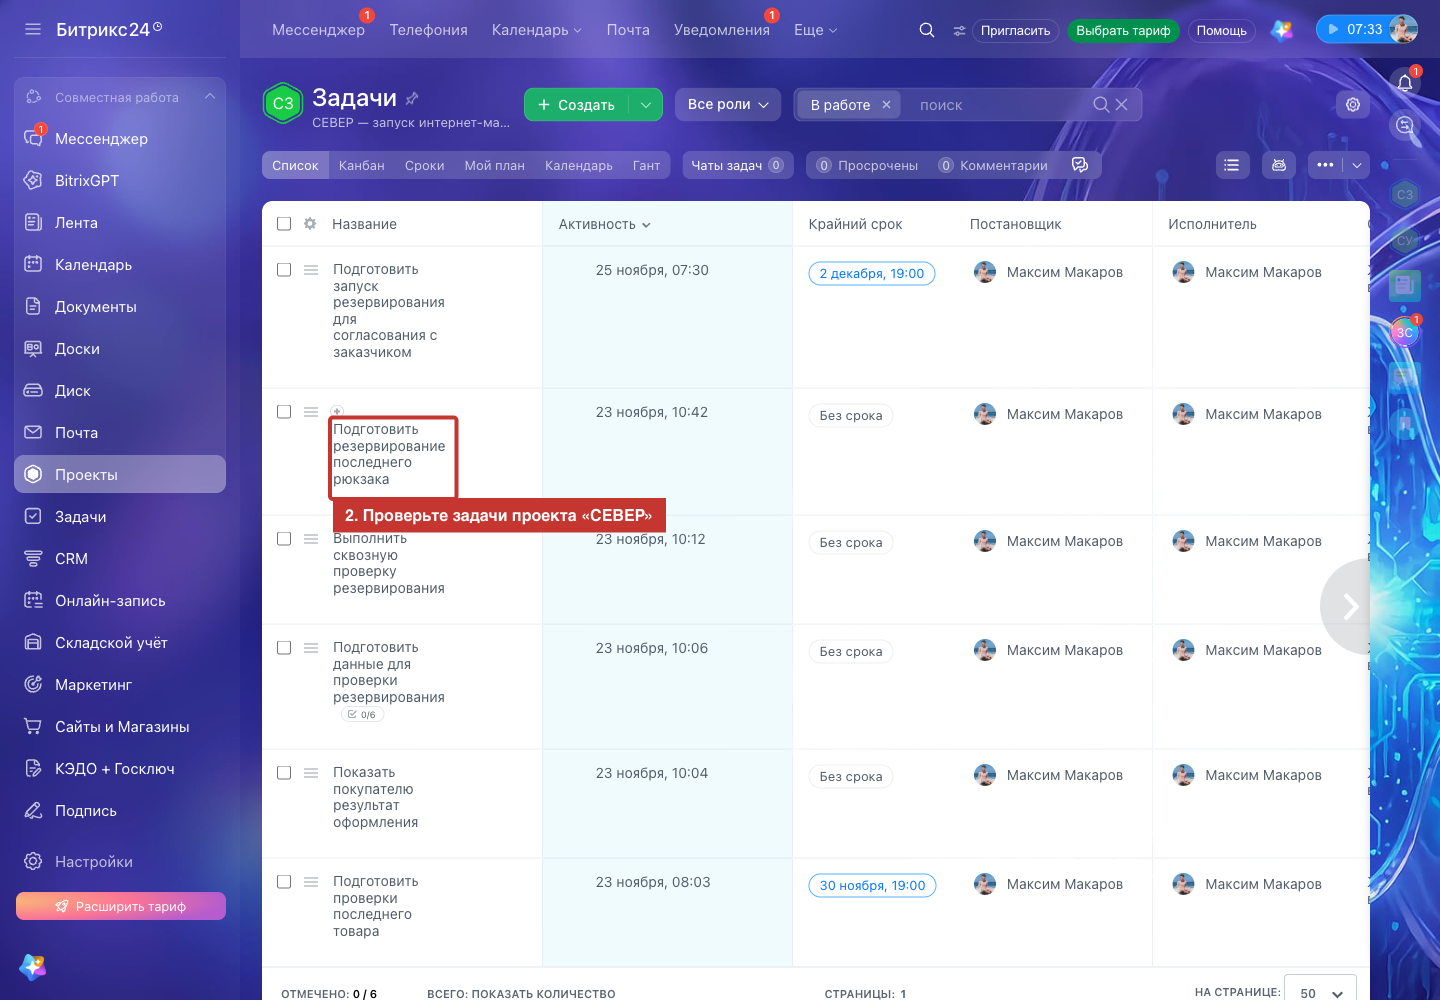 Битрикс24
Мессенджер 1
Телефония
Календарь
Почта
Уведомления 1
Еще
Пригласить
Выбрать тариф
Помощь
07:33
Совместная работа
Мессенджер 1
BitrixGPT
Лента
Календарь
Документы
Доски
Диск
Почта
Проекты
Задачи
CRM
Онлайн-запись
Складской учёт
Маркетинг
Сайты и Магазины
КЭДО + Госключ
Подпись
Настройки
Расширить тариф
СЗ
Задачи
СЕВЕР — запуск интернет-ма...
Создать
Все роли
В работе
поиск
Список
Канбан
Сроки
Мой план
Календарь
Гант
Чаты задач 0
0 Просрочены
0 Комментарии
Название
Активность
Крайний срок
Постановщик
Исполнитель
Подготовить
запуск
резервирования
для
согласования с
заказчиком
25 ноября, 07:30
2 декабря, 19:00
Максим Макаров
Максим Макаров
Подготовить
резервирование
последнего
рюкзака
23 ноября, 10:42
Без срока
Максим Макаров
Максим Макаров
2. Проверьте задачи проекта «СЕВЕР»
Выполнить
сквозную
проверку
резервирования
23 ноября, 10:12
Без срока
Максим Макаров
Максим Макаров
Подготовить
данные для
проверки
резервирования
0/6
23 ноября, 10:06
Без срока
Максим Макаров
Максим Макаров
Показать
покупателю
результат
оформления
23 ноября, 10:04
Без срока
Максим Макаров
Максим Макаров
Подготовить
проверки
последнего
товара
23 ноября, 08:03
30 ноября, 19:00
Максим Макаров
Максим Макаров
ОТМЕЧЕНО: 0 / 6
ВСЕГО: ПОКАЗАТЬ КОЛИЧЕСТВО
СТРАНИЦЫ: 1
НА СТРАНИЦЕ: 50
1
СЗ
СУ
ЗС 1